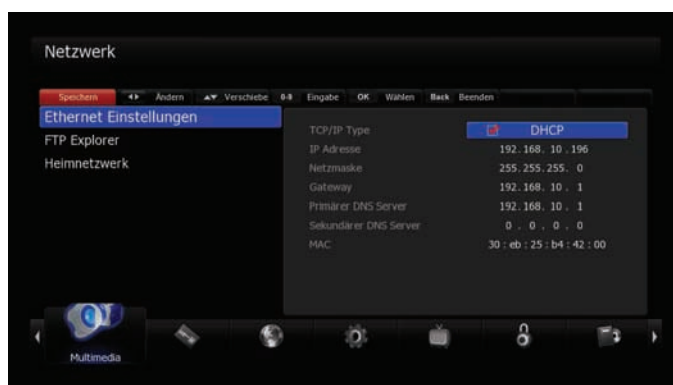 Netzwerk
Speichern Ändern Verschiebe 0-9 Eingabe OK Wählen Back Beenden
Ethernet Einstellungen
FTP Explorer
Heimnetzwerk
TCP/IP Type DHCP
IP Adresse 192.168. 10 .196
Netzmaske 255.255.255. 0
Gateway 192.168. 10 . 1
Primärer DNS Server 192.168. 10 . 1
Sekundärer DNS Server 0 . 0 . 0 . 0
MAC 30 : eb : 25 : b4 : 42 : 00
Multimedia